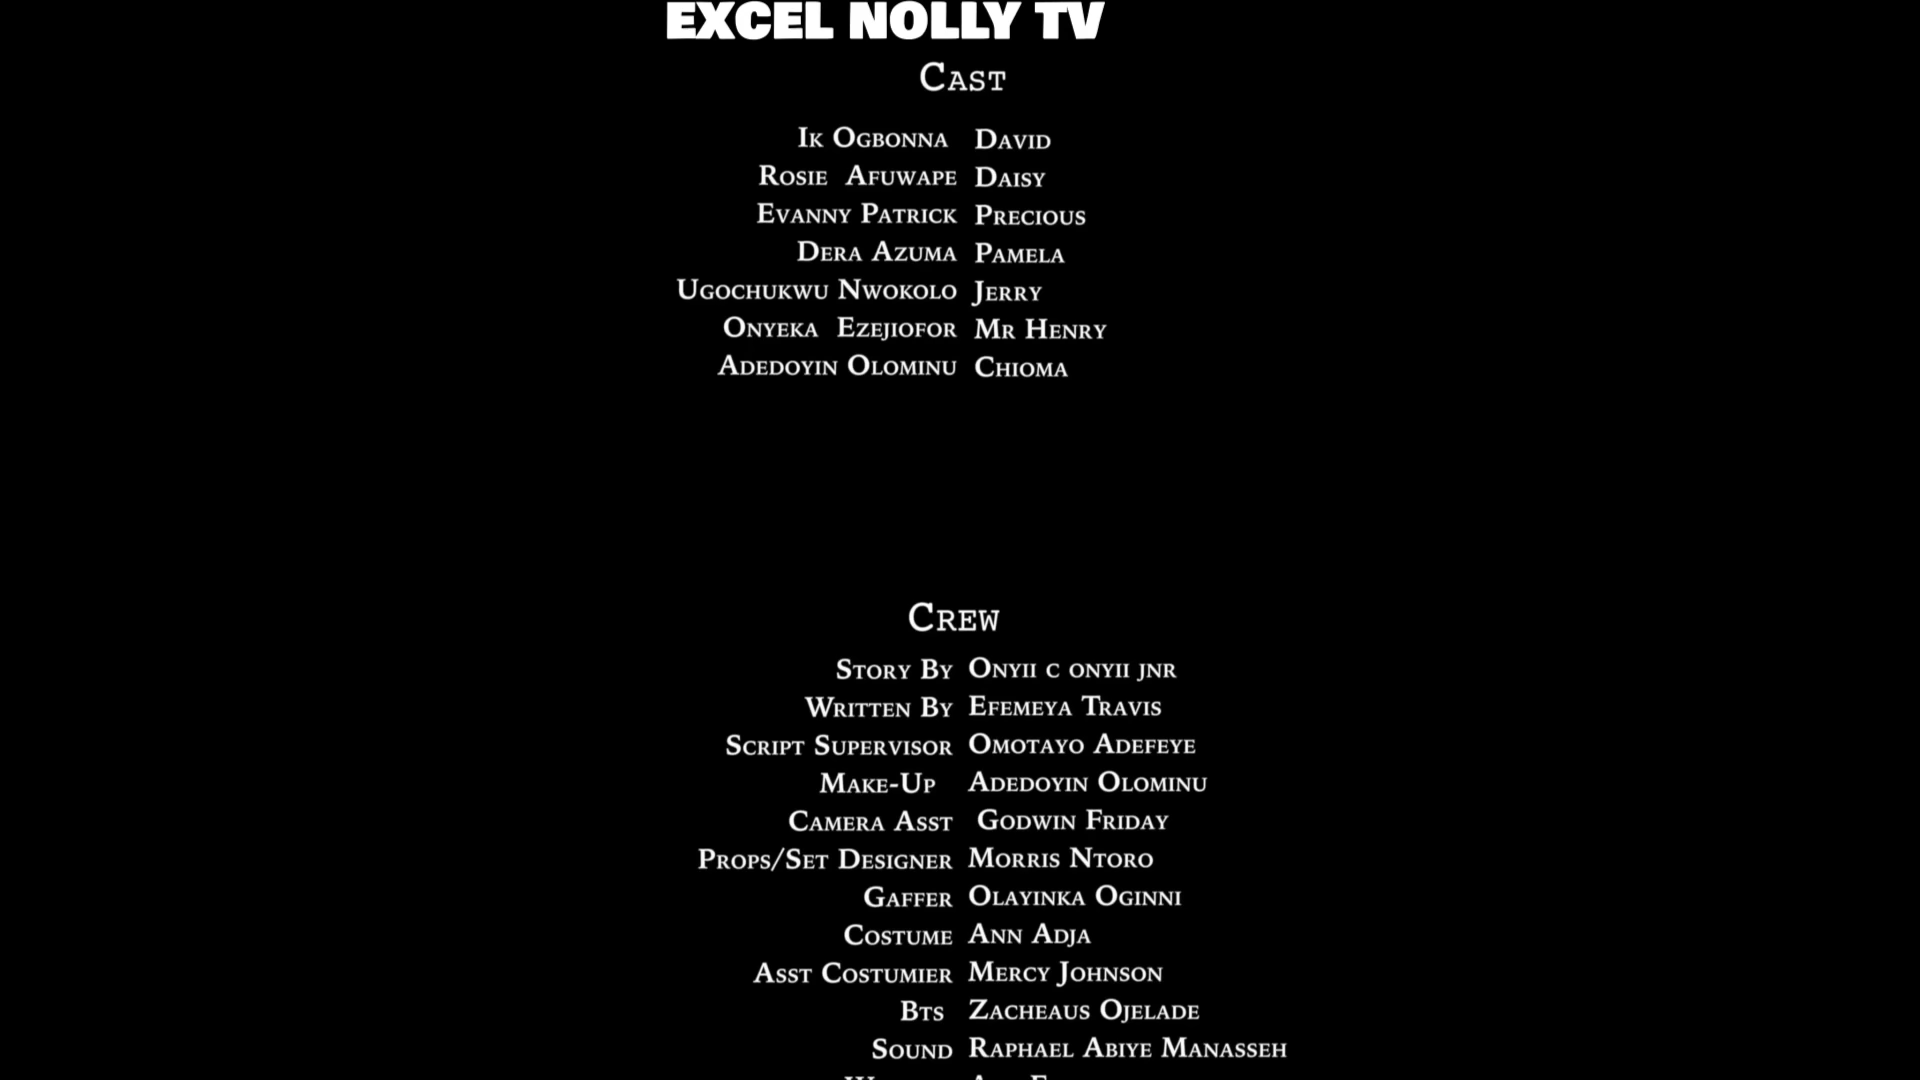 EXCEL NOLLY TV
Cast
Ik Ogbonna David
Rosie Afuwape Daisy
Evanny Patrick Precious
Dera Azuma Pamela
Ugochukwu Nwokolo Jerry
Onyeka Ezejiofor Mr Henry
Adedoyin Olominu Chioma
Crew
Story By Onyii c onyii jnr
Written By Efemeya Travis
Script Supervisor Omotayo Adefeye
Make-Up Adedoyin Olominu
Camera Asst Godwin Friday
Props/Set Designer Morris Ntoro
Gaffer Olayinka Oginni
Costume Ann Adja
Asst Costumier Mercy Johnson
Bts Zacheaus Ojelade
Sound Raphael Abiye Manasseh